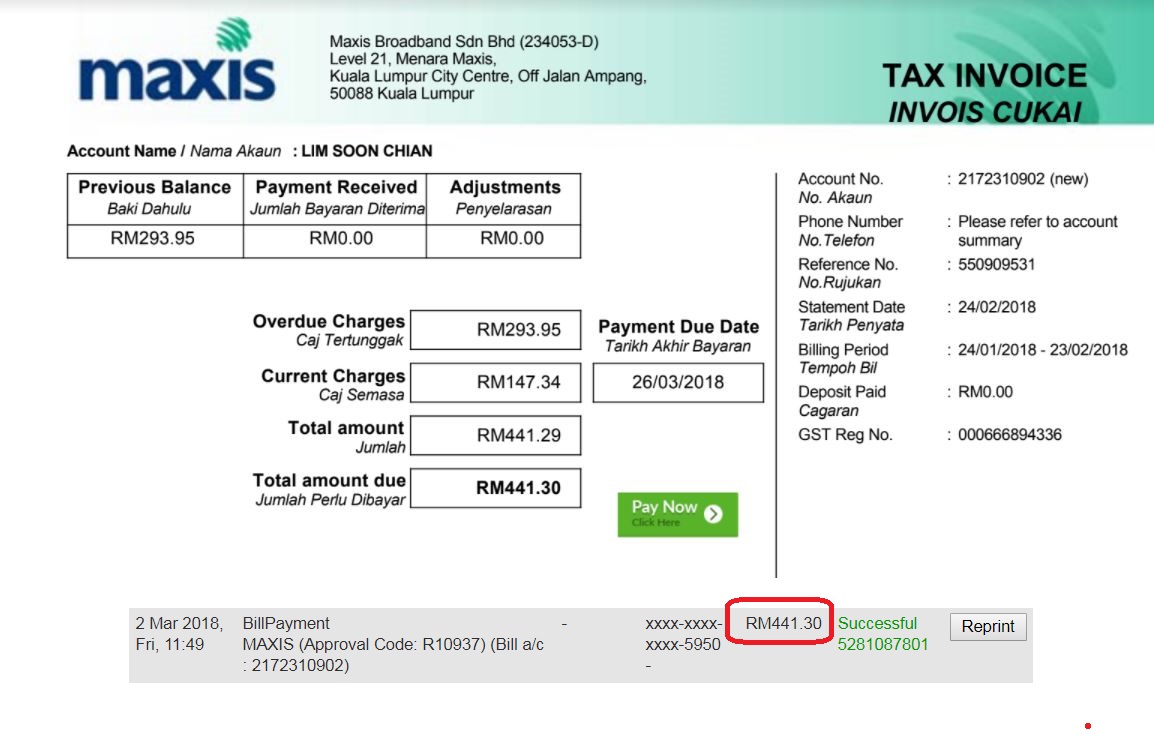 maxis
Maxis Broadband Sdn Bhd (234053-D)
Level 21, Menara Maxis,
Kuala Lumpur City Centre, Off Jalan Ampang,
50088 Kuala Lumpur
TAX INVOICE
INVOIS CUKAI
Account Name / Nama Akaun : LIM SOON CHIAN
Previous Balance Payment Received Adjustments
Baki Dahulu Jumlah Bayaran Diterima Penyelarasan
RM293.95 RM0.00 RM0.00
Overdue Charges RM293.95
Caj Tertunggak
Current Charges RM147.34
Caj Semasa
Total amount RM441.29
Jumlah
Total amount due RM441.30
Jumlah Perlu Dibayar
Payment Due Date
Tarikh Akhir Bayaran
26/03/2018
Pay Now
Click Here
Account No. : 2172310902 (new)
No. Akaun
Phone Number : Please refer to account
No.Telefon summary
Reference No. : 550909531
No.Rujukan
Statement Date : 24/02/2018
Tarikh Penyata
Billing Period : 24/01/2018 - 23/02/2018
Tempoh Bil
Deposit Paid : RM0.00
Cagaran
GST Reg No. : 000666894336
2 Mar 2018, BillPayment - xxxx-xxxx- RM441.30 Successful Reprint
Fri, 11:49 MAXIS (Approval Code: R10937) (Bill a/c xxxx-5950 5281087801
: 2172310902) -